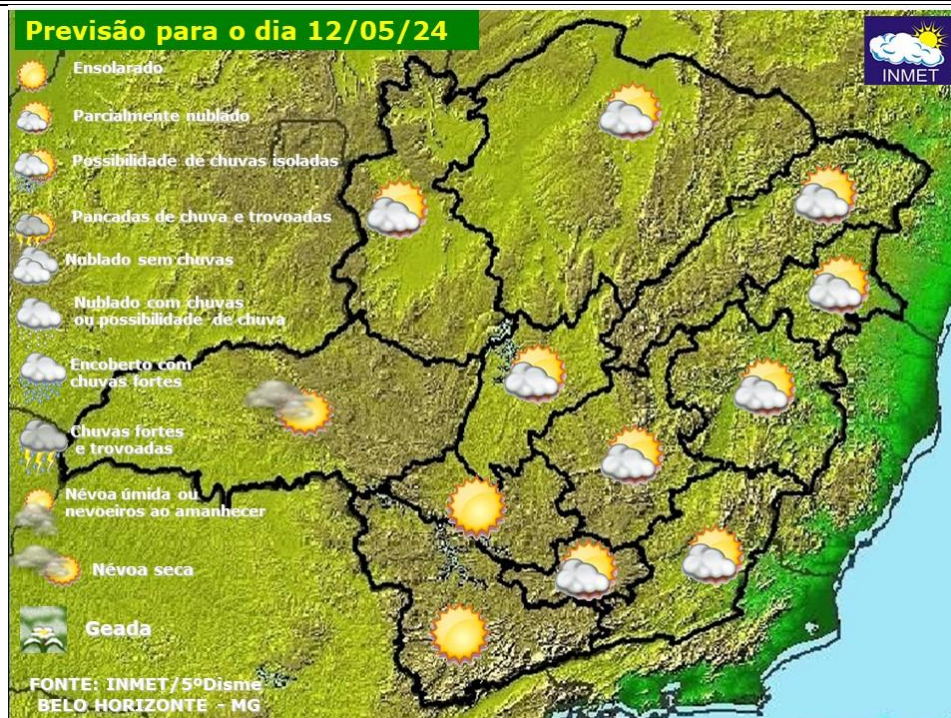 Previsão para o dia 12/05/24
INMET
Ensolarado
Parcialmente nublado
Possibilidade de chuvas isoladas
Pancadas de chuva e trovoadas
Nublado sem chuvas
Nublado com chuvas
ou possibilidade de chuva
Encoberto com
chuvas fortes
Chuvas fortes
e trovoadas
Névoa úmida ou
nevoeiros ao amanhecer
Névoa seca
Geada
FONTE: INMET/5ºDisme
BELO HORIZONTE - MG